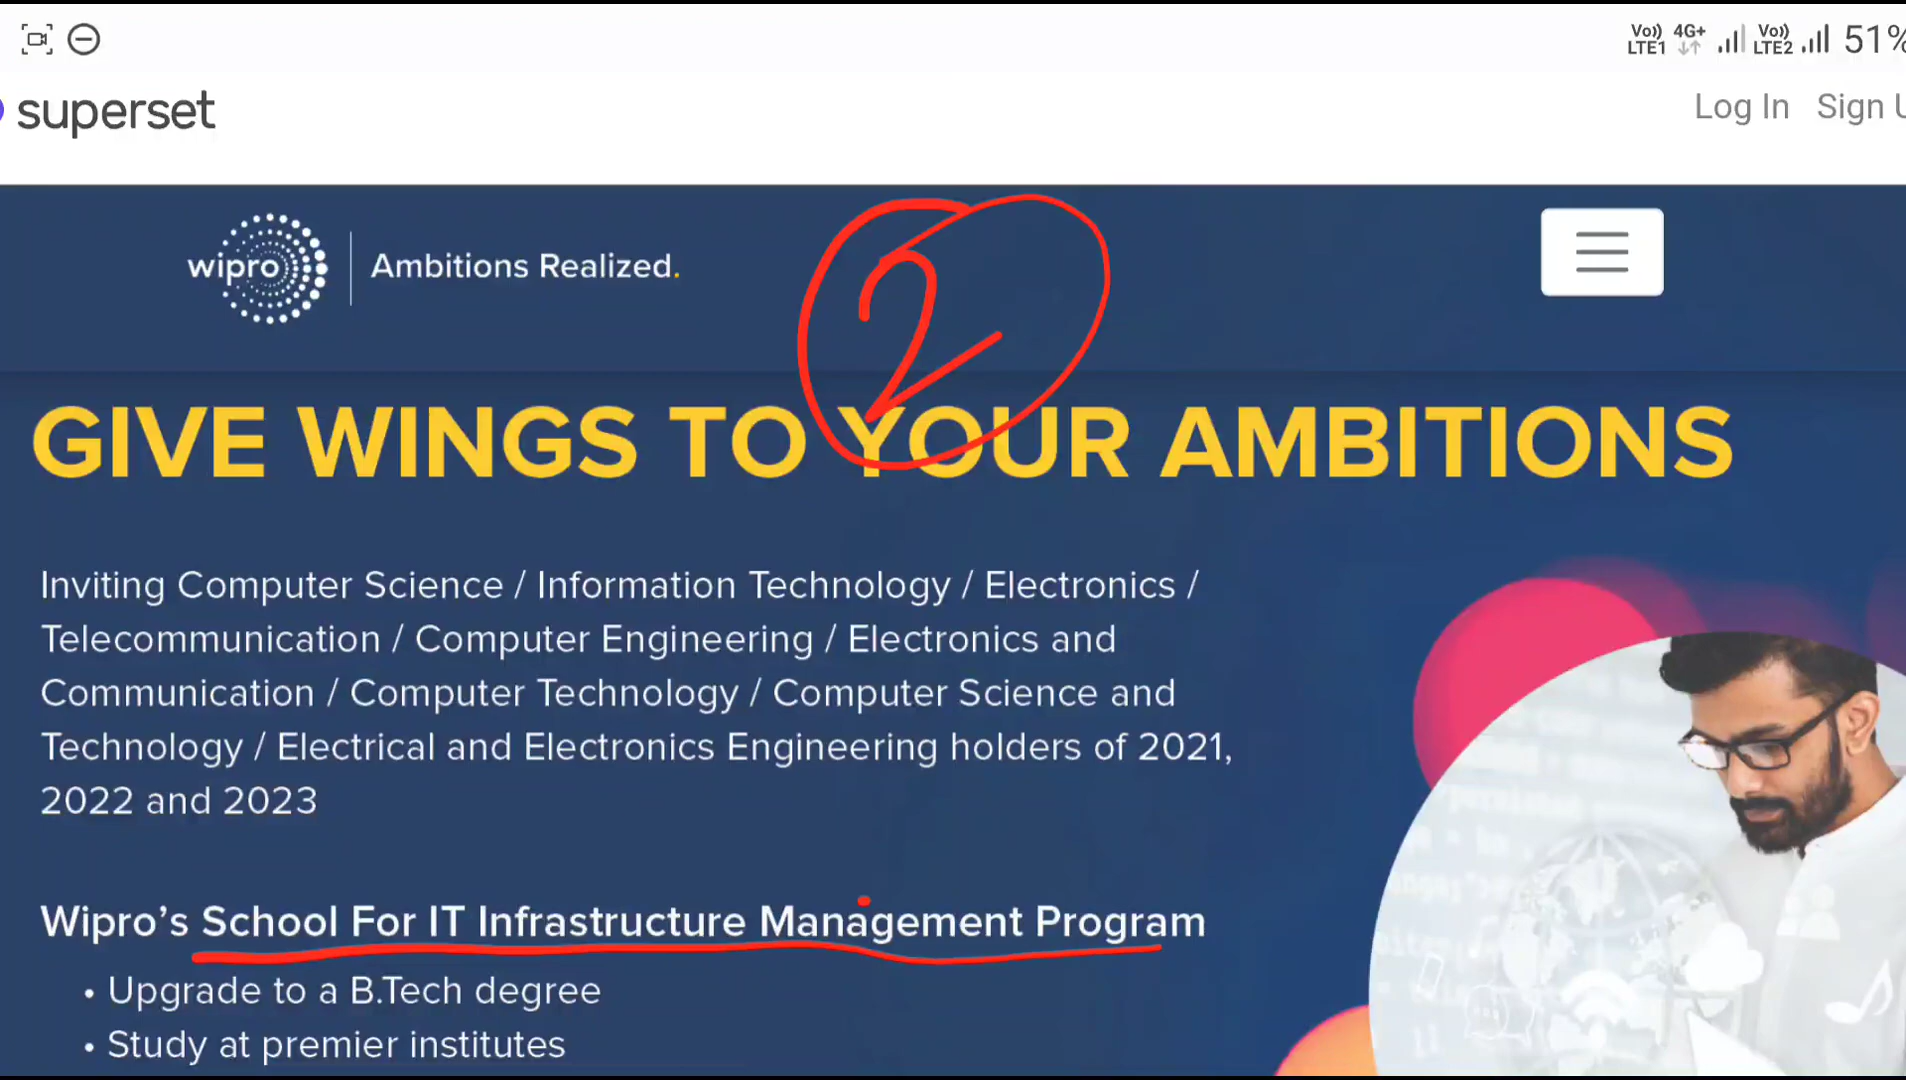 Vo)) 4G+ Vo)) 51%
LTE1 LTE2
superset
Log In Sign U
wipro Ambitions Realized.
2
GIVE WINGS TO YOUR AMBITIONS
Inviting Computer Science / Information Technology / Electronics /
Telecommunication / Computer Engineering / Electronics and
Communication / Computer Technology / Computer Science and
Technology / Electrical and Electronics Engineering holders of 2021,
2022 and 2023
Wipro's School For IT Infrastructure Management Program
• Upgrade to a B.Tech degree
• Study at premier institutes